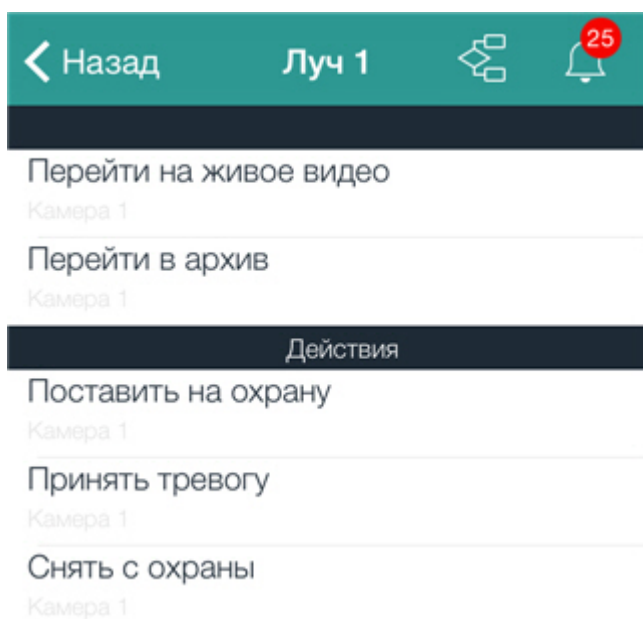 Назад
Луч 1
25
Перейти на живое видео
Камера 1
Перейти в архив
Камера 1
Действия
Поставить на охрану
Камера 1
Принять тревогу
Камера 1
Снять с охраны
Камера 1